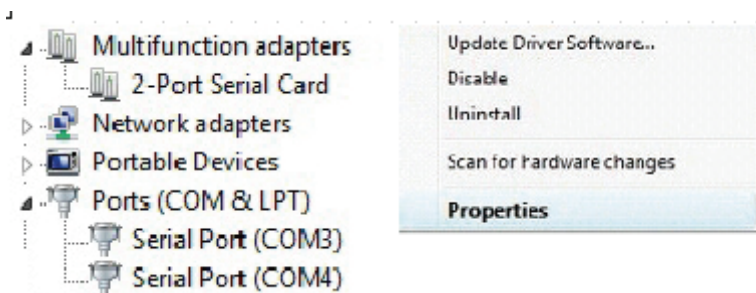 Multifunction adapters
2-Port Serial Card
Network adapters
Portable Devices
Ports (COM & LPT)
Serial Port (COM3)
Serial Port (COM4)
Update Driver Software...
Disable
Uninstall
Scan for hardware changes
Properties